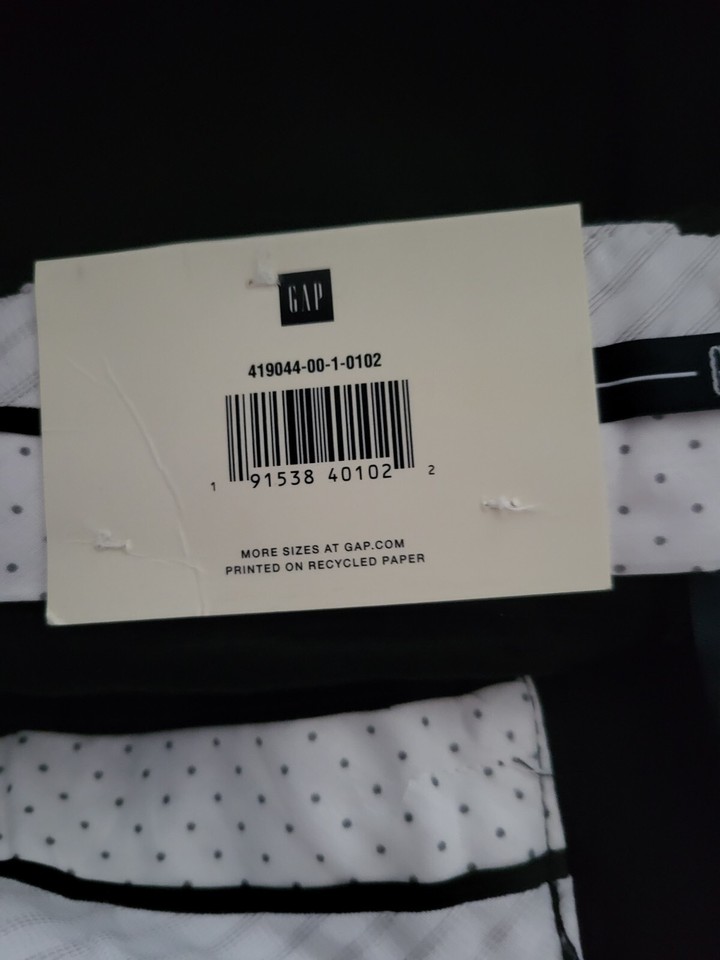 GAP
419044-00-1-0102
1 91538 40102 2
MORE SIZES AT GAP.COM
PRINTED ON RECYCLED PAPER